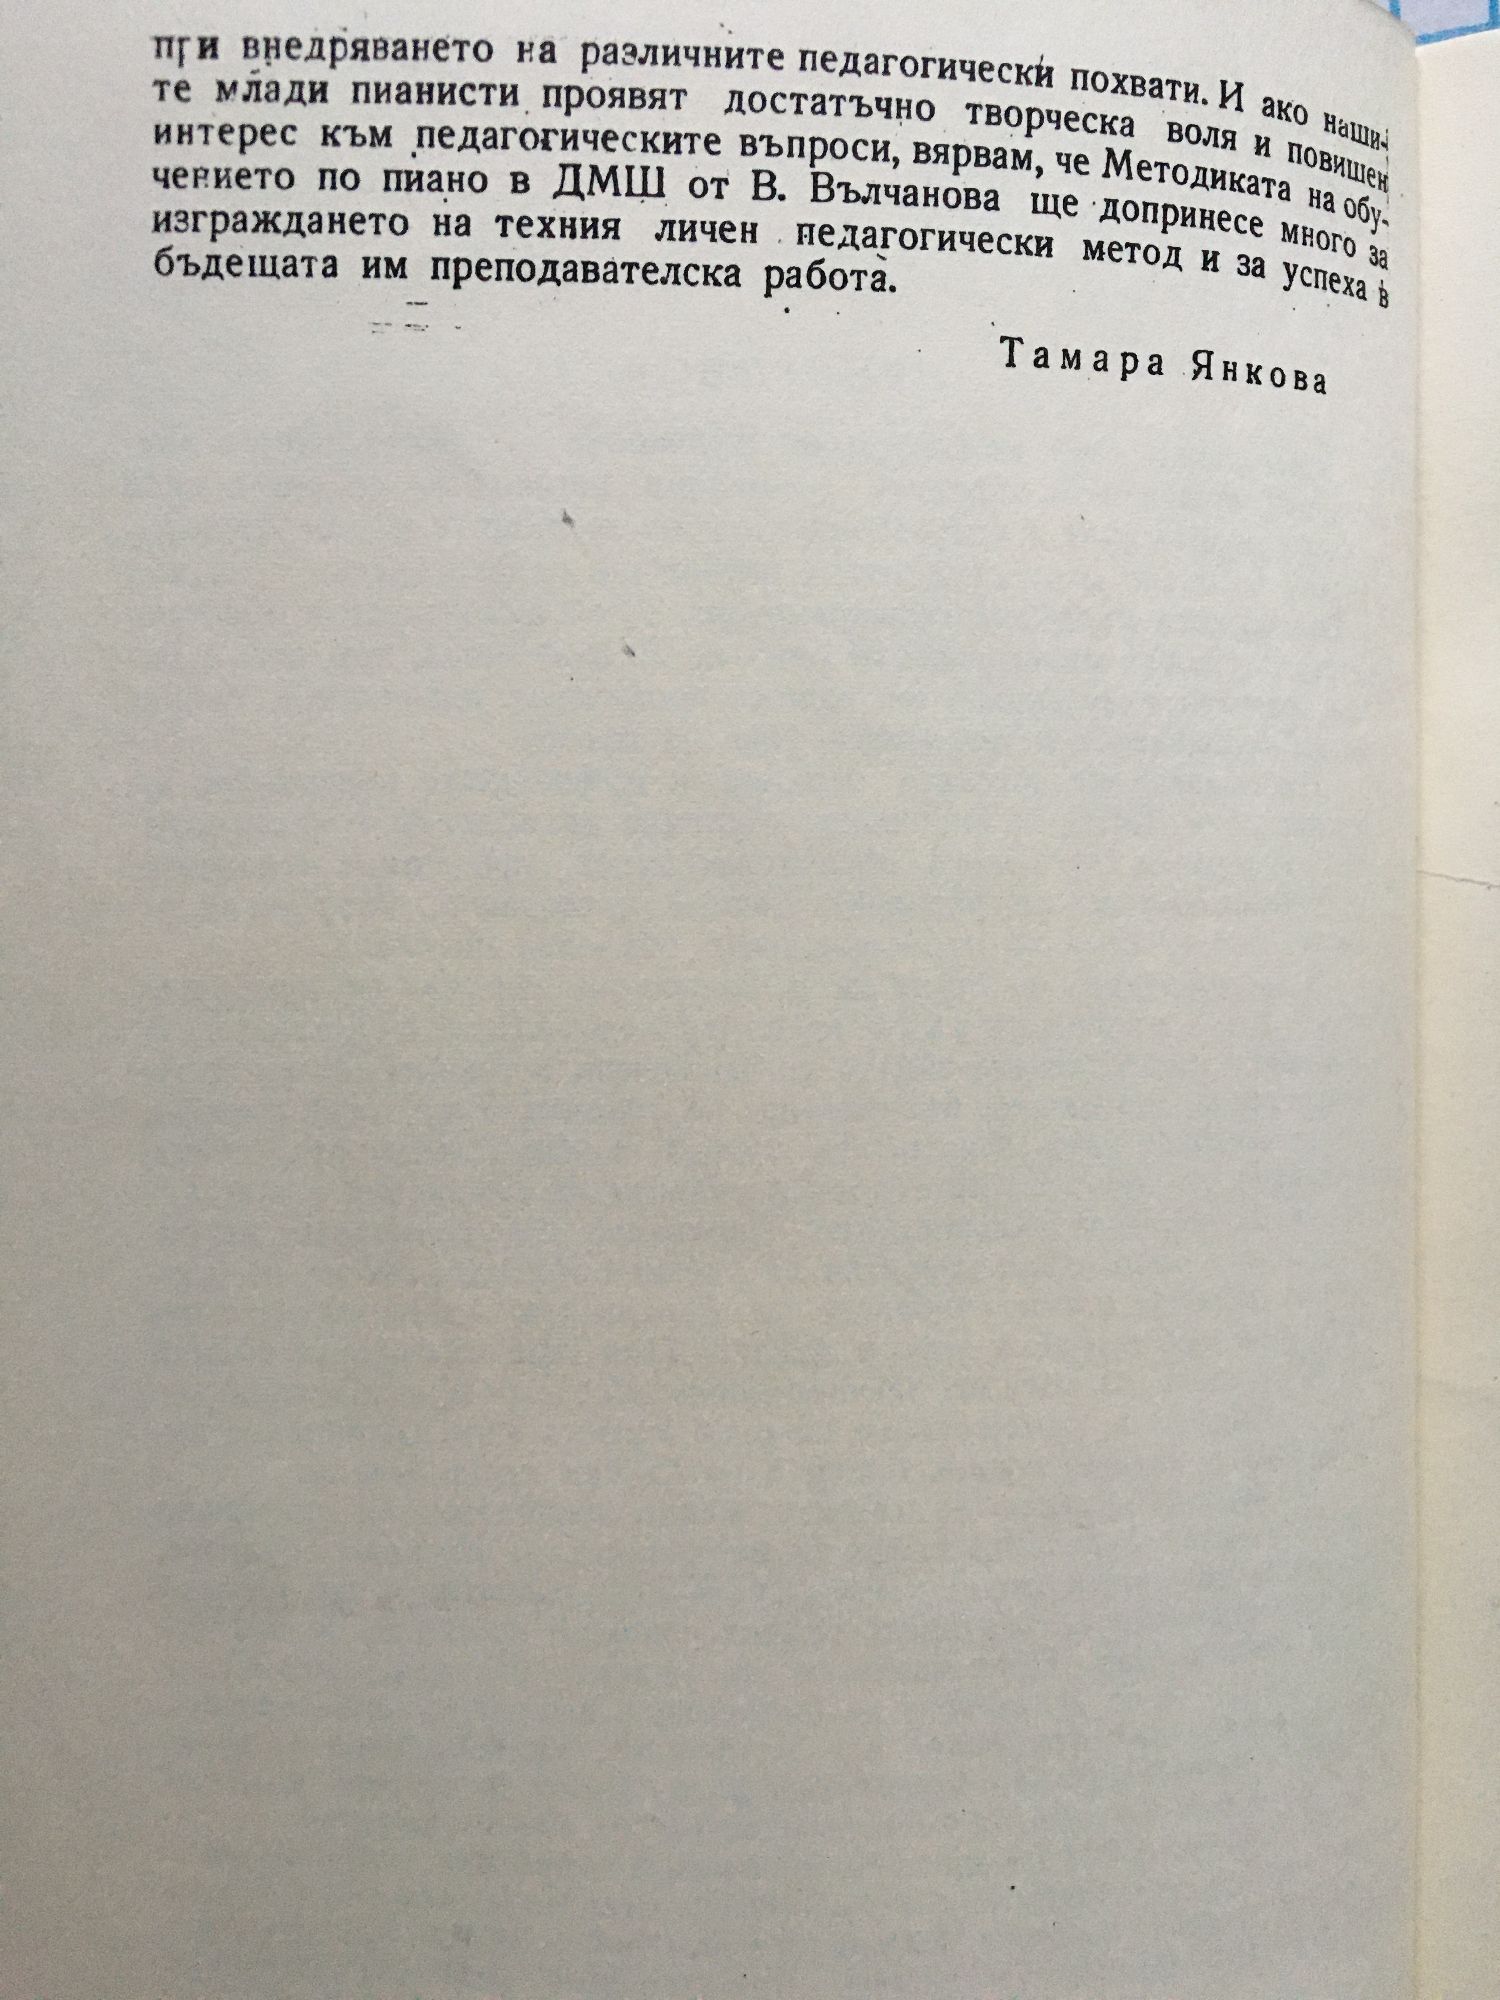 при внедряването на различните педагогически похвати. И ако наши-
те млади пианисти проявят достатъчно творческа воля и повишен
интерес към педагогическите въпроси, вярвам, че Методиката на обу-
чението по пиано в ДМШ от В. Вълчанова ще допринесе много за
изграждането на техния личен педагогически метод и за успеха в
бъдещата им преподавателска работа.
Тамара Янкова